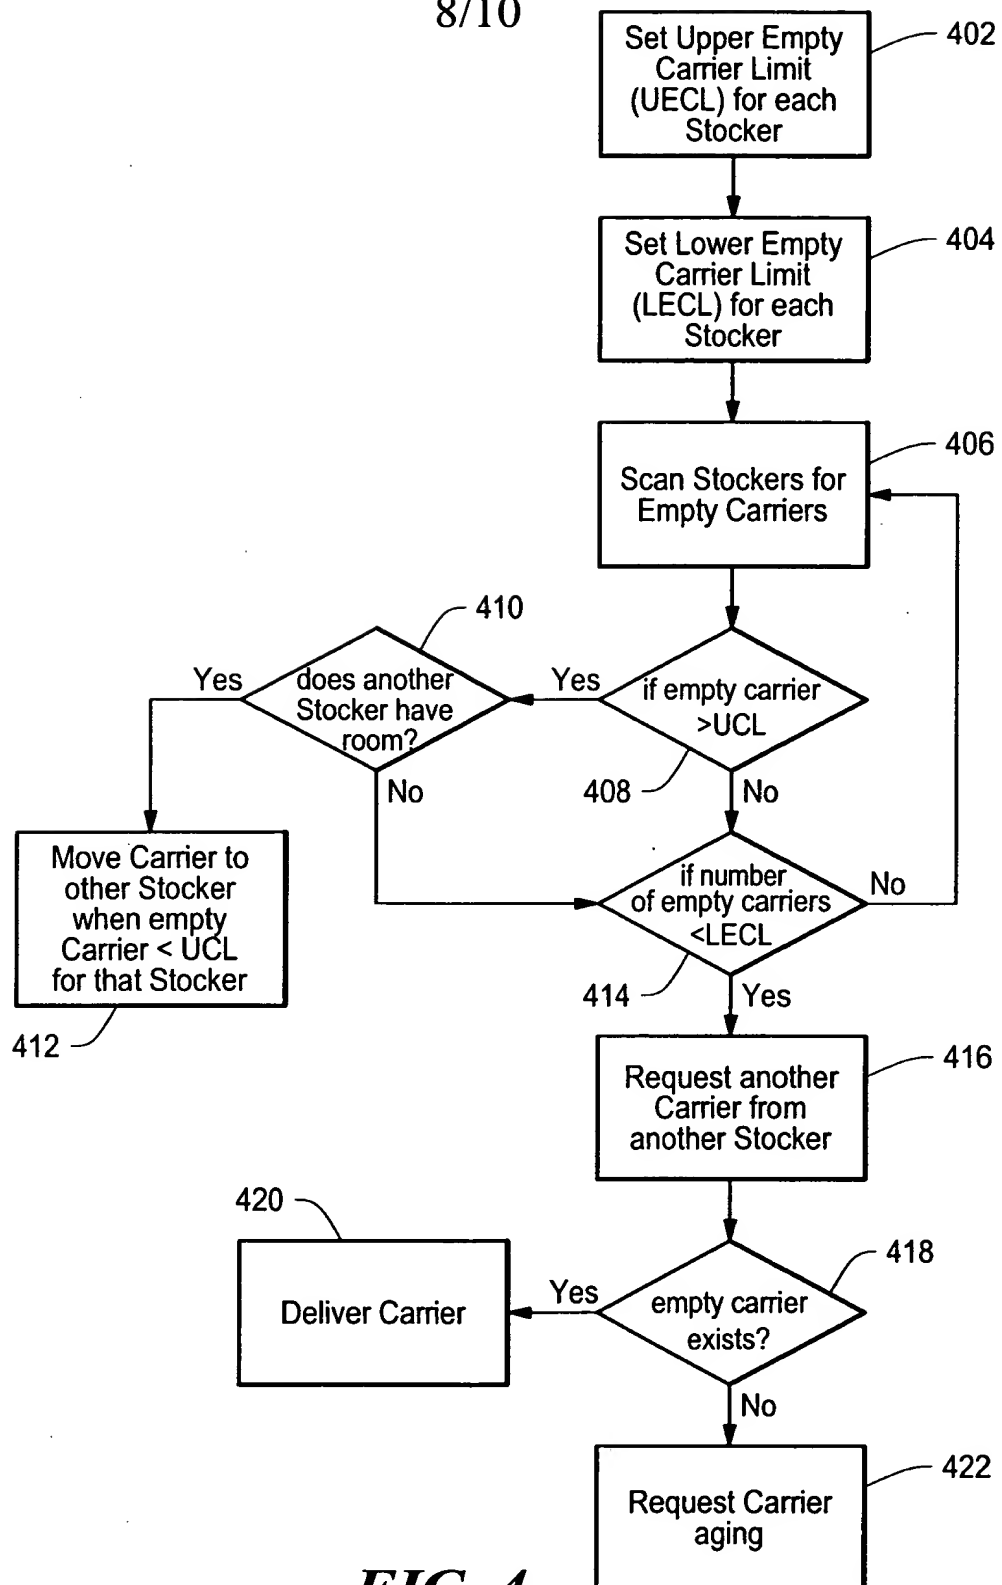 8/10
Set Upper Empty
Carrier Limit
(UECL) for each
Stocker
402
Set Lower Empty
Carrier Limit
(LECL) for each
Stocker
404
Scan Stockers for
Empty Carriers
406
410
Yes
does another
Stocker have
room?
Yes
if empty carrier
>UCL
408
No
No
Move Carrier to
other Stocker
when empty
Carrier < UCL
for that Stocker
412
if number
of empty carriers
<LECL
No
414
Yes
Request another
Carrier from
another Stocker
416
420
Deliver Carrier
Yes
empty carrier
exists?
418
No
Request Carrier
aging
422
FIG. 4